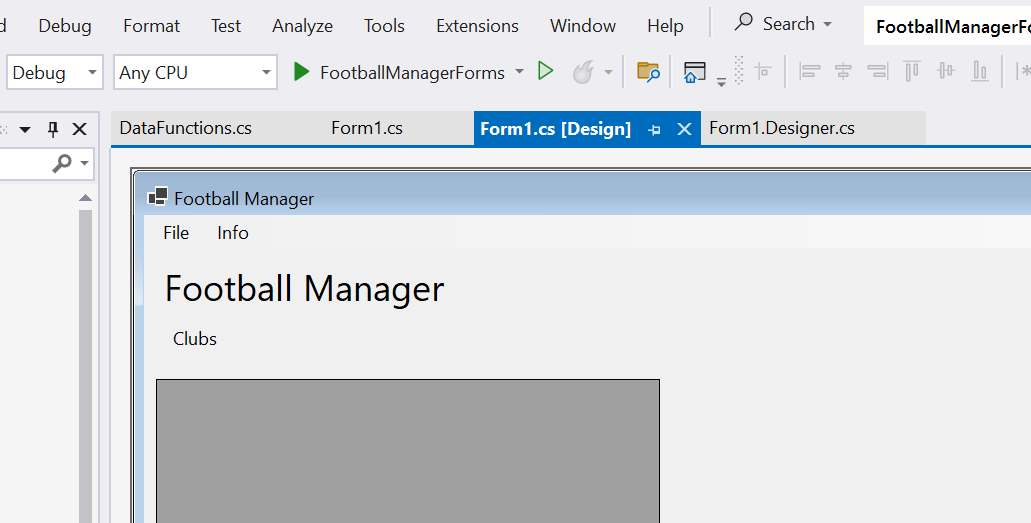 Debug Format Test Analyze Tools Extensions Window Help Search
Debug Any CPU FootballManagerForms
DataFunctions.cs Form1.cs Form1.cs [Design] Form1.Designer.cs
Football Manager
File Info
Football Manager
Clubs